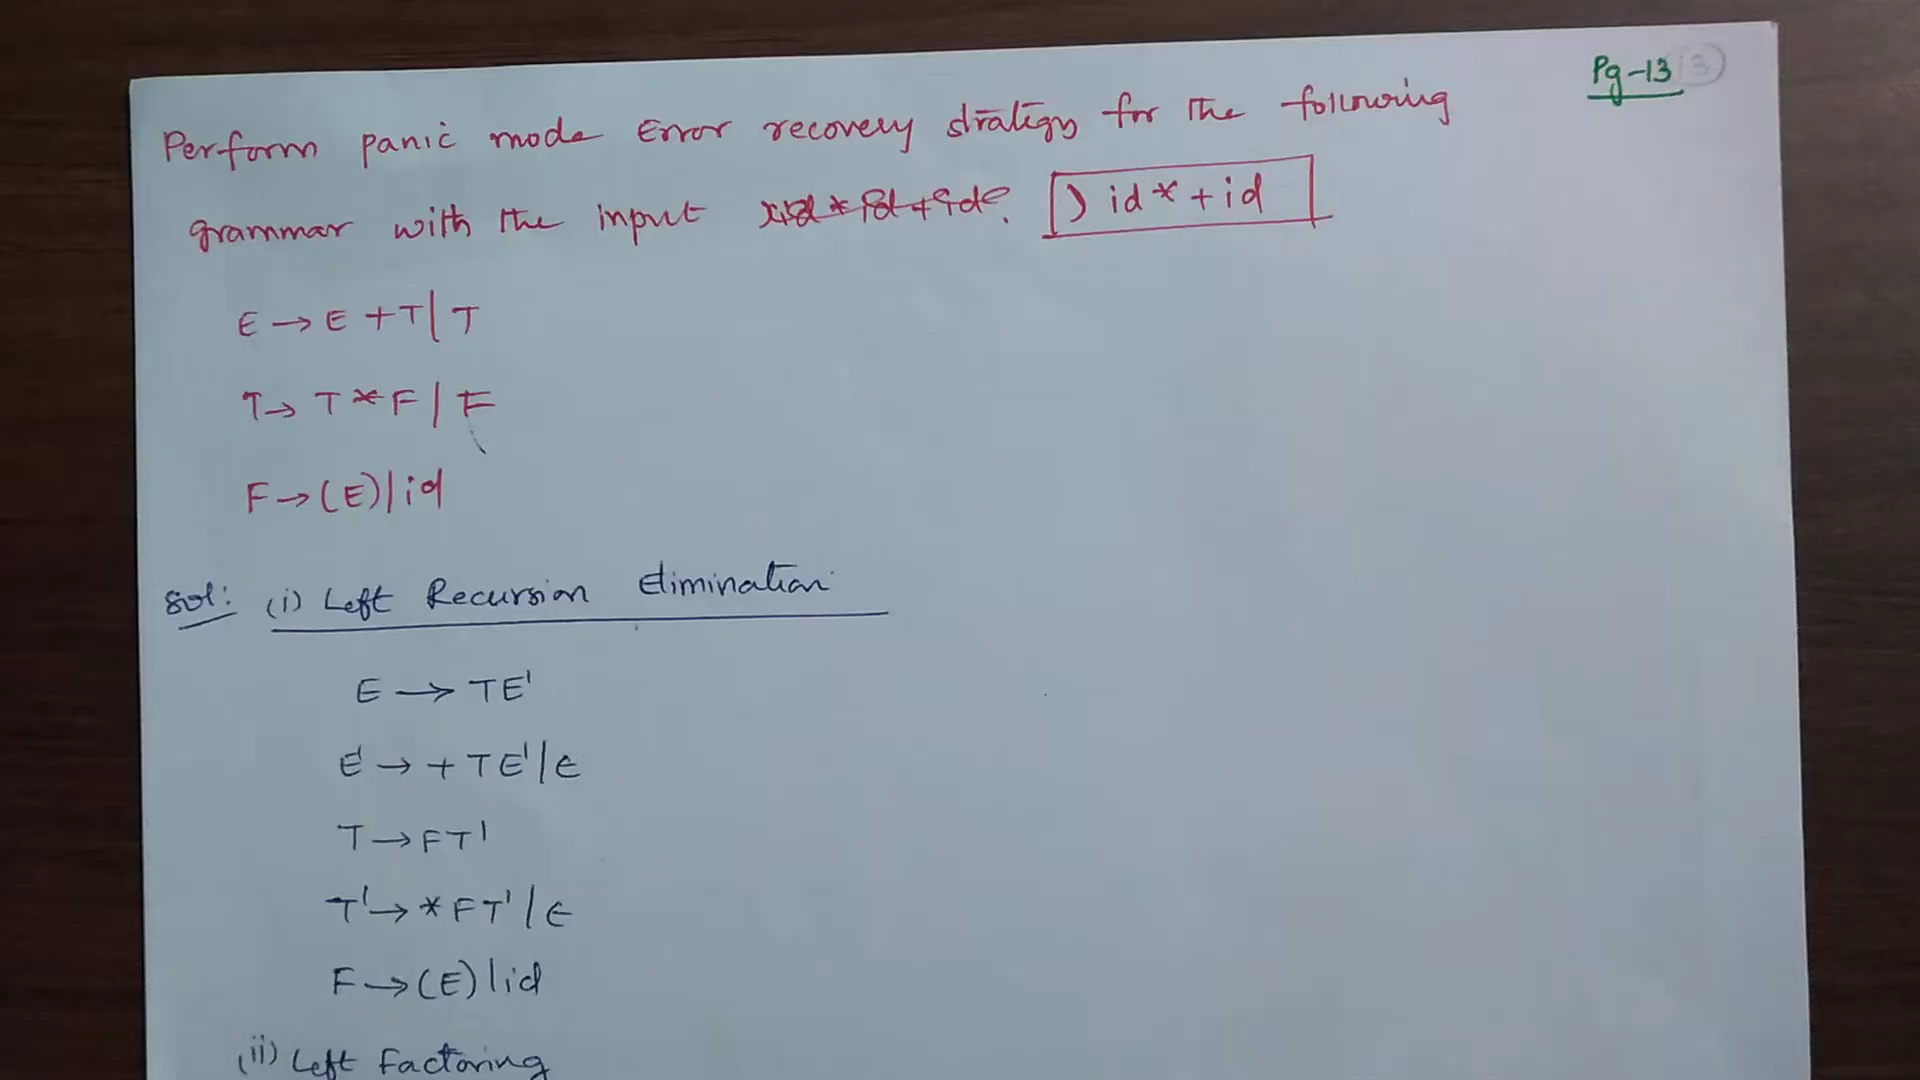 Pg-13
Perform panic mode Error recovery strategy for the following
grammar with the input ) id * + id
E → E + T | T
T → T * F | F
F → (E) | id
Sol: (i) Left Recursion Elimination
E → TE'
E' → + TE' | ε
T → FT'
T' → * FT' | ε
F → (E) | id
(ii) Left Factoring